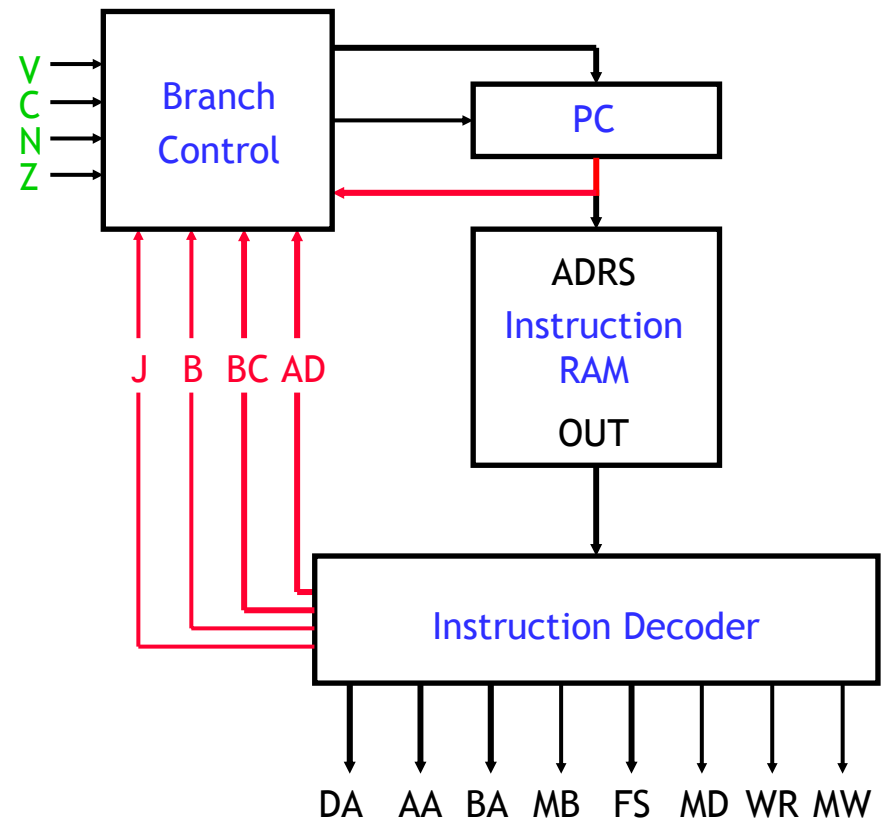 V
C
N
Z
Branch
Control
PC
ADRS
Instruction
RAM
OUT
J B BC AD
Instruction Decoder
DA AA BA MB FS MD WR MW